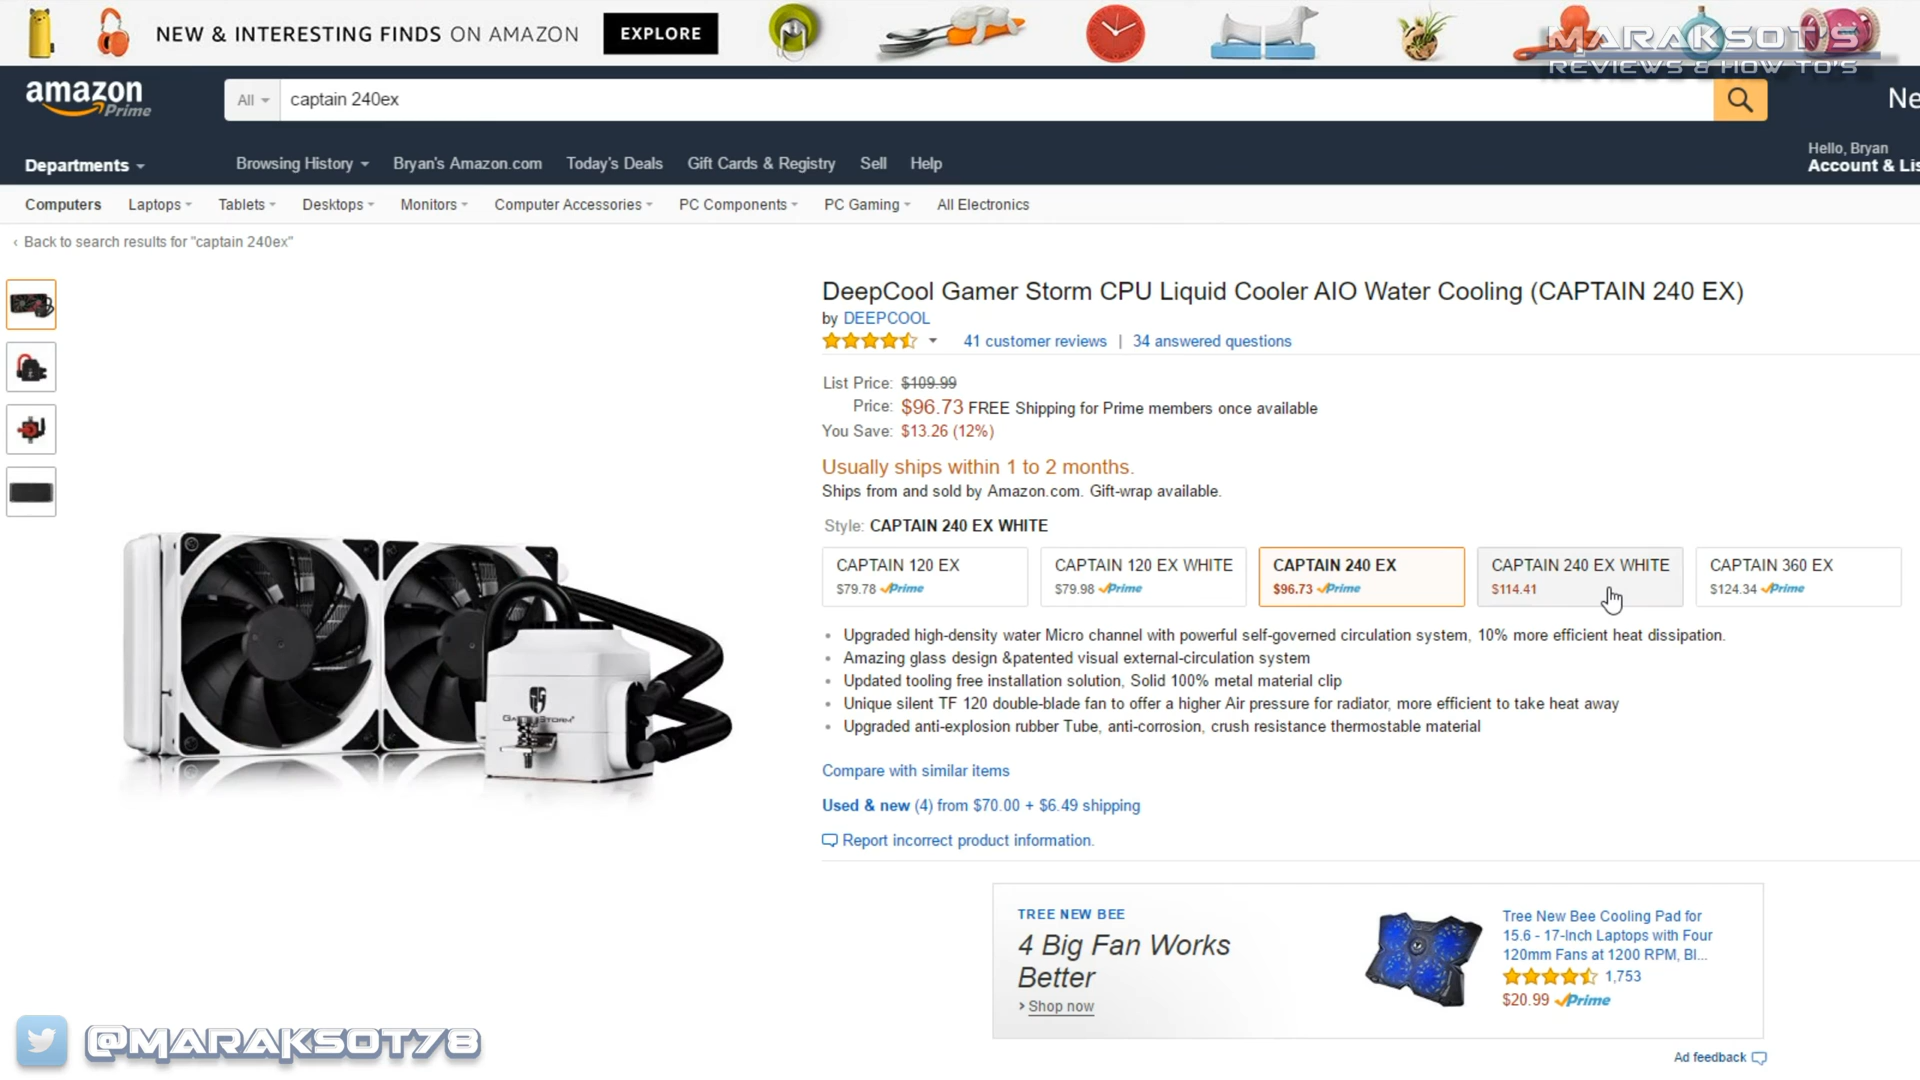 NEW & INTERESTING FINDS ON AMAZON
EXPLORE
MARAKSOT'S
REVIEWS & HOW TO'S
amazon
Prime
All
captain 240ex
Ne
Departments
Browsing History
Bryan's Amazon.com
Today's Deals
Gift Cards & Registry
Sell
Help
Hello, Bryan
Account & Lis
Computers
Laptops
Tablets
Desktops
Monitors
Computer Accessories
PC Components
PC Gaming
All Electronics
‹ Back to search results for "captain 240ex"
DeepCool Gamer Storm CPU Liquid Cooler AIO Water Cooling (CAPTAIN 240 EX)
by DEEPCOOL
41 customer reviews | 34 answered questions
List Price: $109.99
Price: $96.73 FREE Shipping for Prime members once available
You Save: $13.26 (12%)
Usually ships within 1 to 2 months.
Ships from and sold by Amazon.com. Gift-wrap available.
Style: CAPTAIN 240 EX WHITE
CAPTAIN 120 EX
$79.78 Prime
CAPTAIN 120 EX WHITE
$79.98 Prime
CAPTAIN 240 EX
$96.73 Prime
CAPTAIN 240 EX WHITE
$114.41
CAPTAIN 360 EX
$124.34 Prime
• Upgraded high-density water Micro channel with powerful self-governed circulation system, 10% more efficient heat dissipation.
• Amazing glass design &patented visual external-circulation system
• Updated tooling free installation solution, Solid 100% metal material clip
• Unique silent TF 120 double-blade fan to offer a higher Air pressure for radiator, more efficient to take heat away
• Upgraded anti-explosion rubber Tube, anti-corrosion, crush resistance thermostable material
Compare with similar items
Used & new (4) from $70.00 + $6.49 shipping
Report incorrect product information.
TREE NEW BEE
4 Big Fan Works
Better
› Shop now
Tree New Bee Cooling Pad for
15.6 - 17-Inch Laptops with Four
120mm Fans at 1200 RPM, Bl...
1,753
$20.99 Prime
Ad feedback
@MARAKSOT78